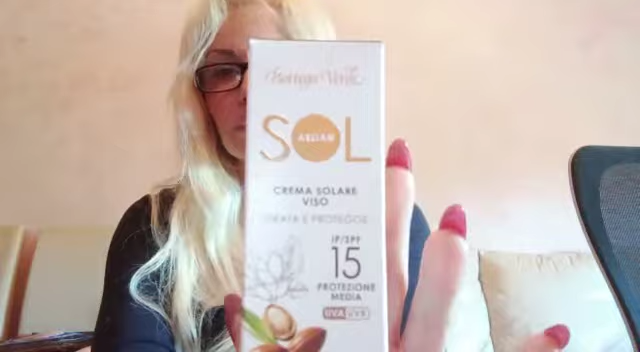 Bottega Verde
SOL
ARGAN
CREMA SOLARE
VISO
IDRATA E PROTEGGE
IP/SPF
15
PROTEZIONE
MEDIA
UVA UVB